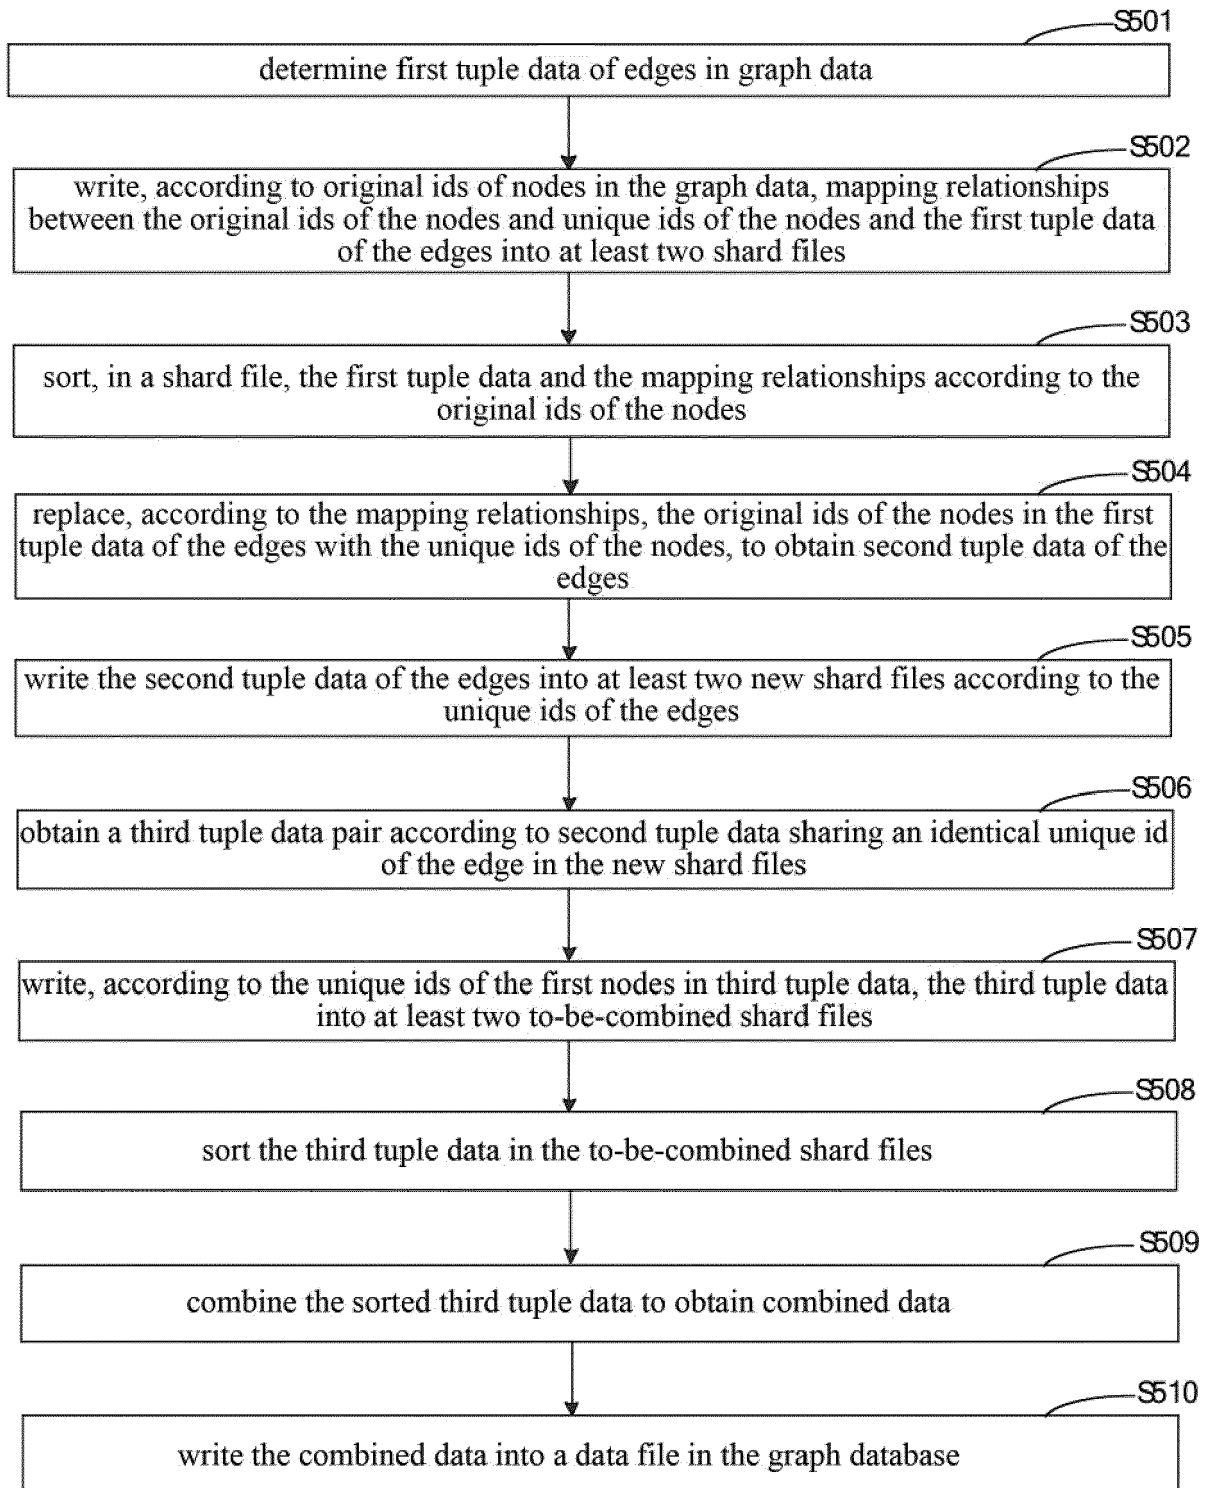 S501
determine first tuple data of edges in graph data
S502
write, according to original ids of nodes in the graph data, mapping relationships
between the original ids of the nodes and unique ids of the nodes and the first tuple data
of the edges into at least two shard files
S503
sort, in a shard file, the first tuple data and the mapping relationships according to the
original ids of the nodes
S504
replace, according to the mapping relationships, the original ids of the nodes in the first
tuple data of the edges with the unique ids of the nodes, to obtain second tuple data of the
edges
S505
write the second tuple data of the edges into at least two new shard files according to the
unique ids of the edges
S506
obtain a third tuple data pair according to second tuple data sharing an identical unique id
of the edge in the new shard files
S507
write, according to the unique ids of the first nodes in third tuple data, the third tuple data
into at least two to-be-combined shard files
S508
sort the third tuple data in the to-be-combined shard files
S509
combine the sorted third tuple data to obtain combined data
S510
write the combined data into a data file in the graph database